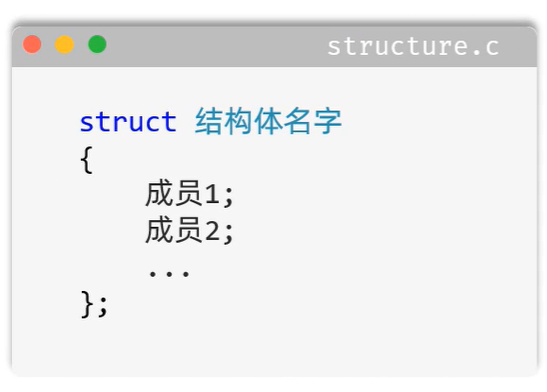 structure.c
struct 结构体名字
{
    成员1;
    成员2;
    ...
};